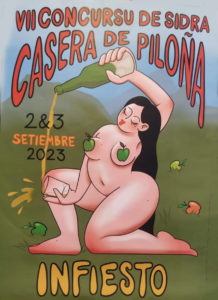 VII CONCURSU DE SIDRA
CASERA DE PILOÑA
2&3
SETIEMBRE
2023
INFIESTO